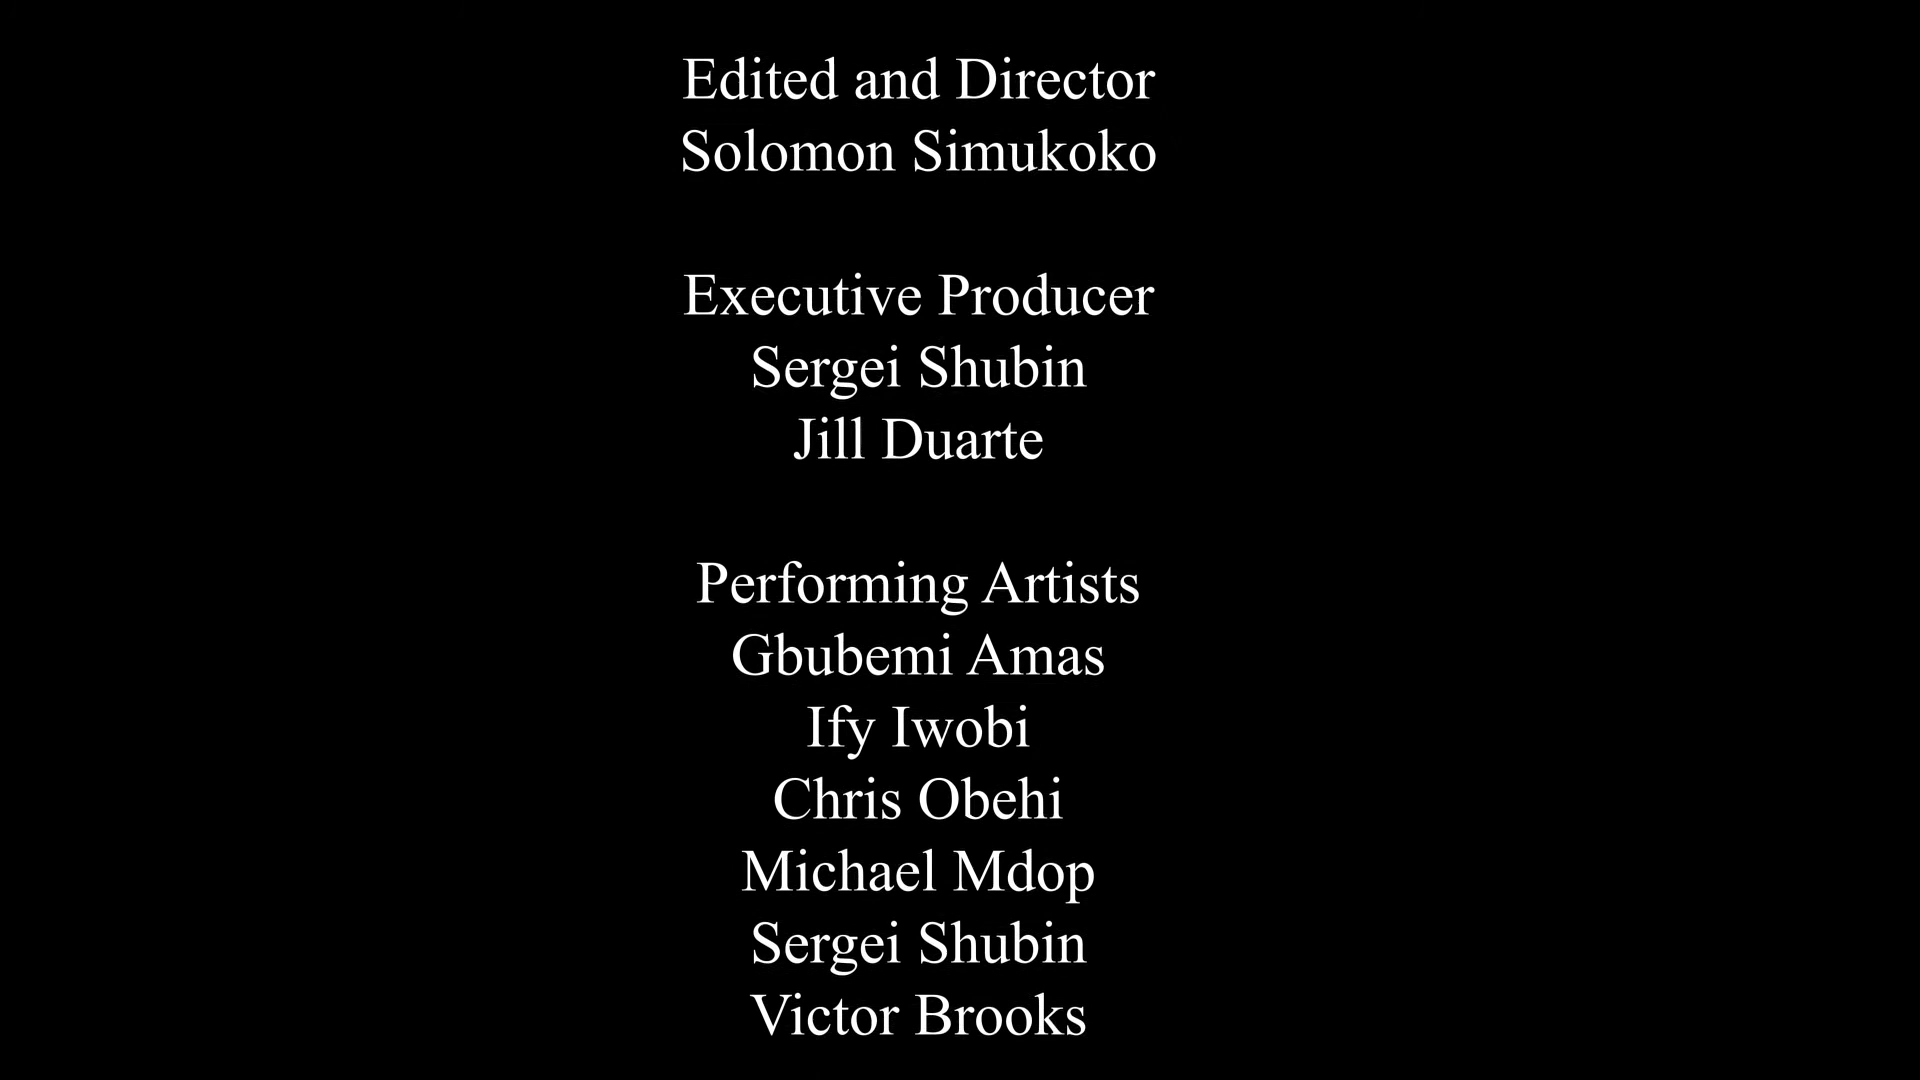 Edited and Director
Solomon Simukoko
Executive Producer
Sergei Shubin
Jill Duarte
Performing Artists
Gbubemi Amas
Ify Iwobi
Chris Obehi
Michael Mdop
Sergei Shubin
Victor Brooks